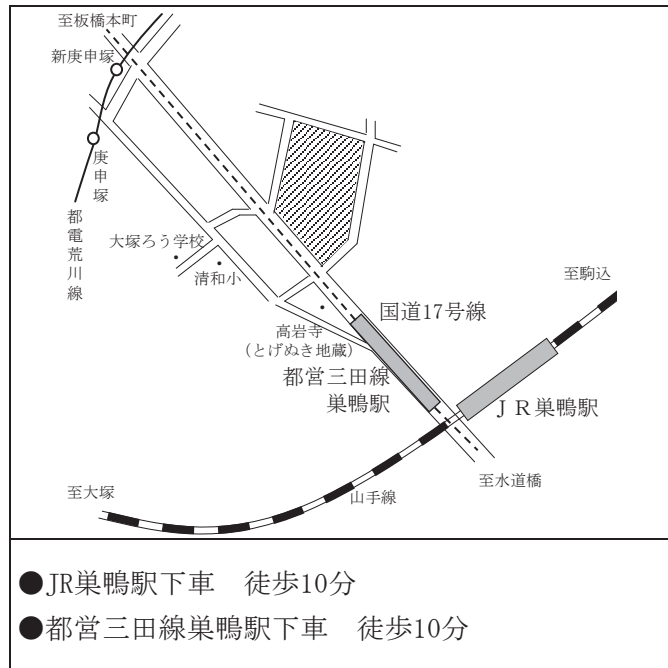 至板橋本町
新庚申塚
庚申塚
都電荒川線
大塚ろう学校
清和小
至駒込
国道17号線
高岩寺
(とげぬき地蔵)
都営三田線
巣鴨駅
ＪＲ巣鴨駅
至水道橋
至大塚
山手線
●JR巣鴨駅下車　徒歩10分
●都営三田線巣鴨駅下車　徒歩10分